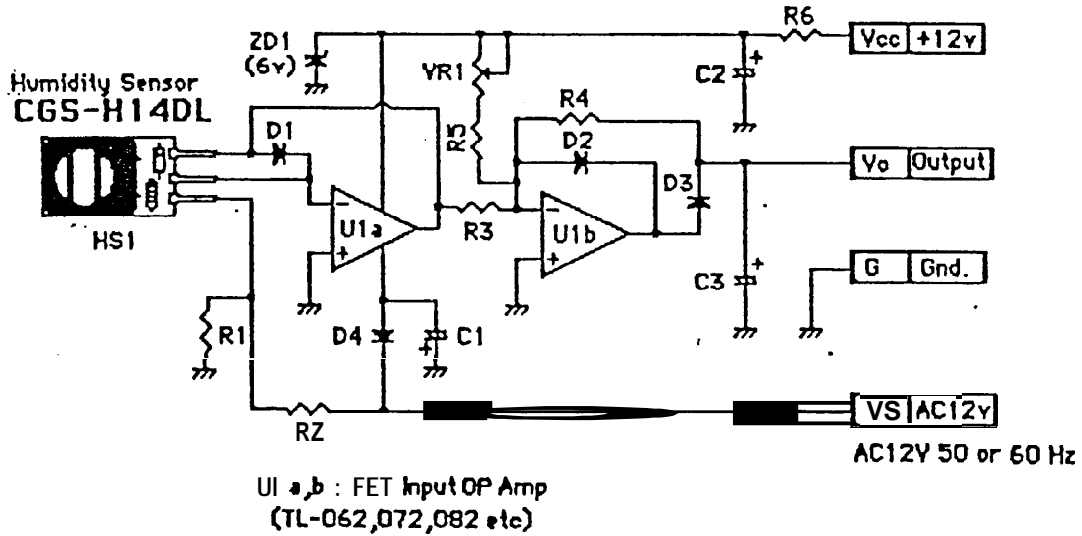 R6
Vcc +12v
ZD1
(6v)
VR1
C2
Humidity Sensor
CGS-H14DL
R4
D1
R5
D2
Vo Output
D3
U1a
R3
U1b
HS1
G Gnd.
C3
R1
D4
C1
RZ
VS AC12v
AC12V 50 or 60 Hz
UI a,b : FET Input OP Amp
(TL-062,072,082 etc)